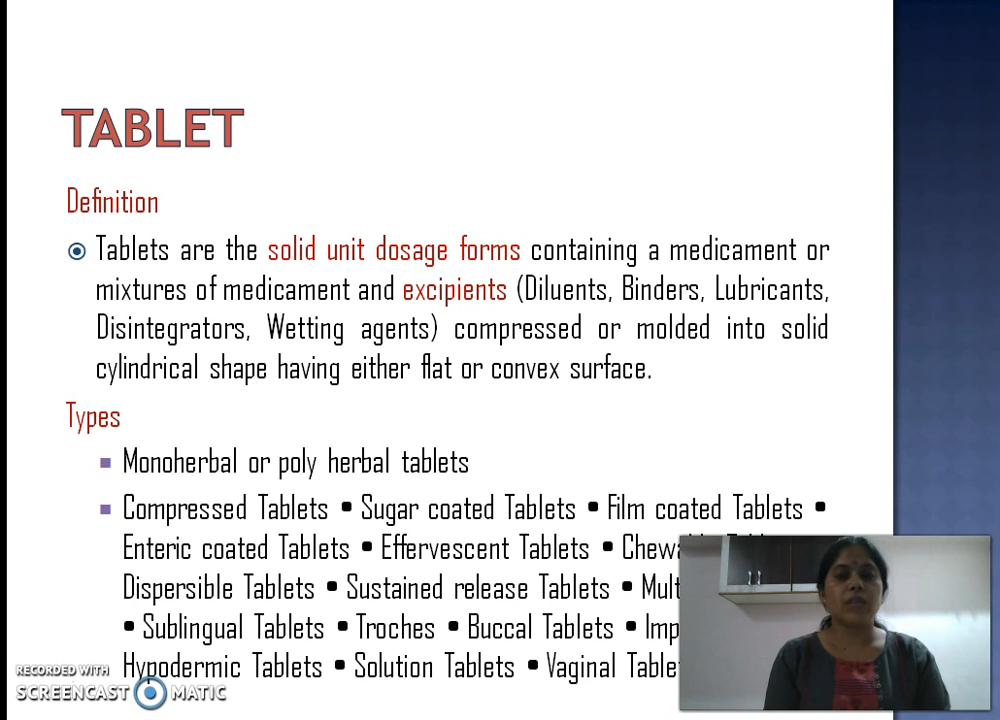 TABLET
Definition
Tablets are the solid unit dosage forms containing a medicament or
mixtures of medicament and excipients (Diluents, Binders, Lubricants,
Disintegrators, Wetting agents) compressed or molded into solid
cylindrical shape having either flat or convex surface.
Types
Monoherbal or poly herbal tablets
Compressed Tablets • Sugar coated Tablets • Film coated Tablets •
Enteric coated Tablets • Effervescent Tablets •
Dispersible Tablets • Sustained release Tablets •
• Sublingual Tablets • Troches • Buccal Tablets •
Hypodermic Tablets • Solution Tablets • Vaginal
RECORDED WITH
SCREENCAST MATIC